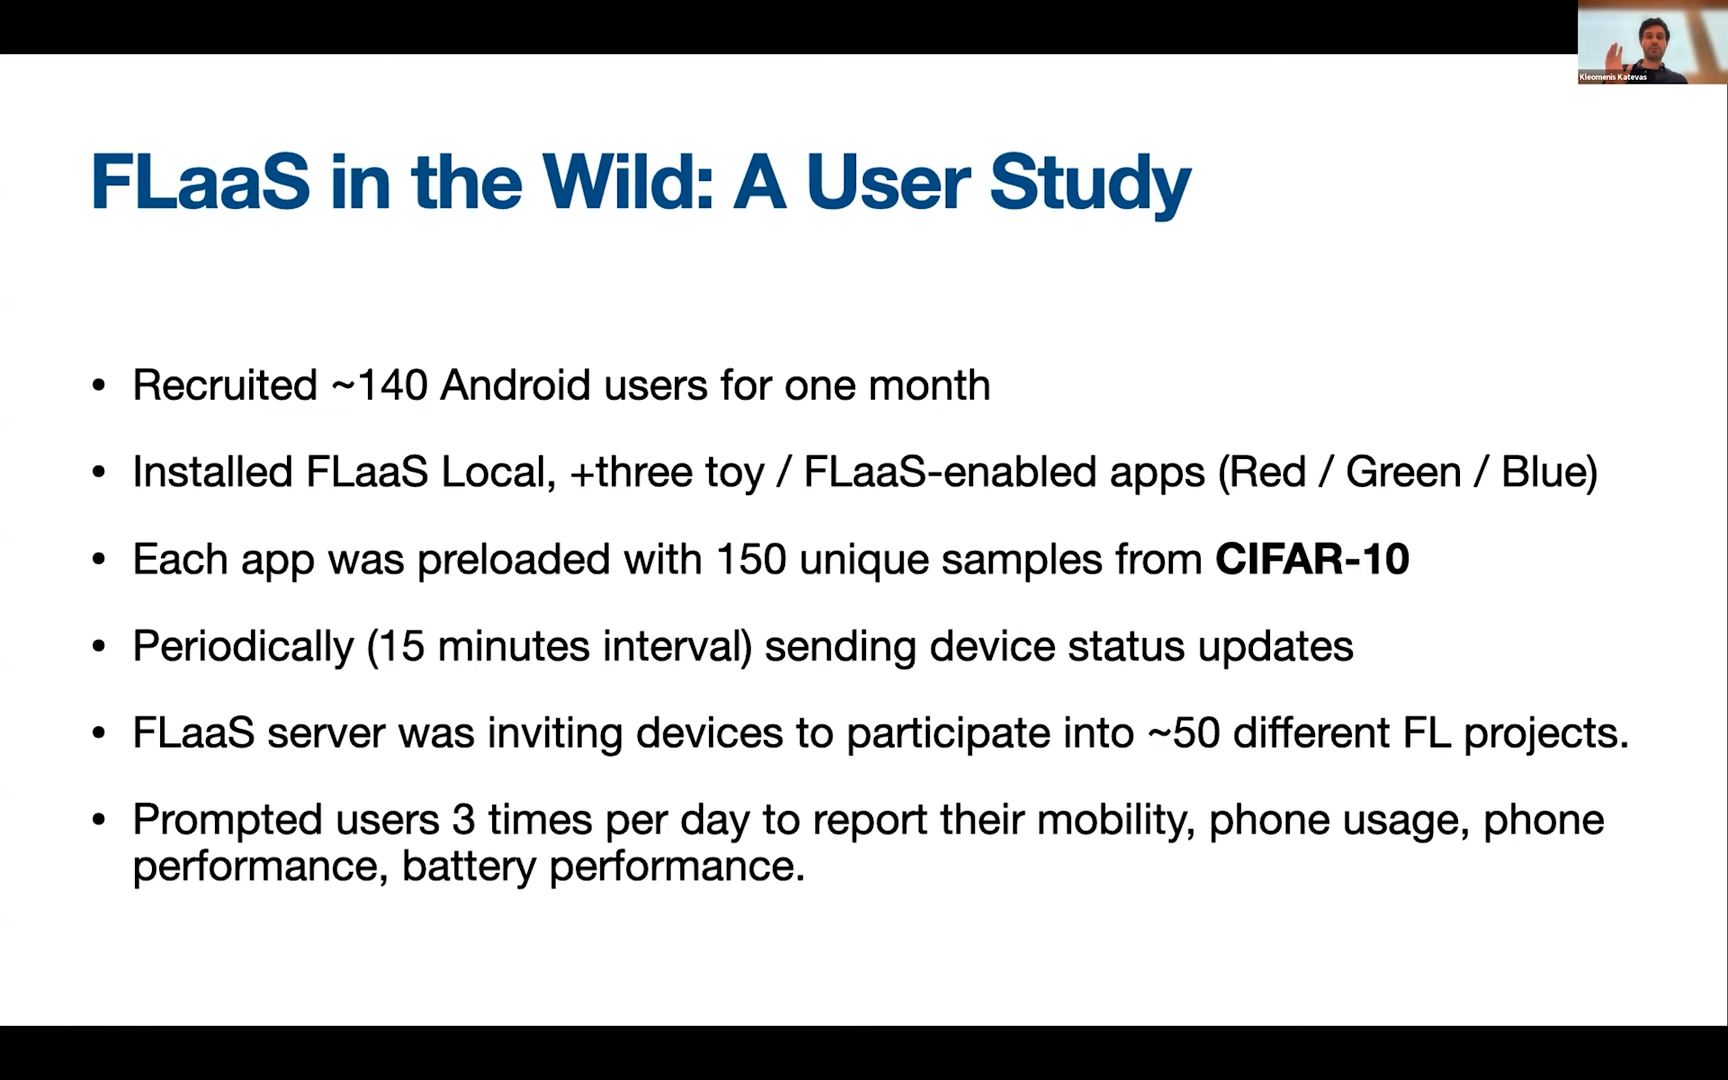 Kleomenis Katevas
FLaaS in the Wild: A User Study
• Recruited ~140 Android users for one month
• Installed FLaaS Local, +three toy / FLaaS-enabled apps (Red / Green / Blue)
• Each app was preloaded with 150 unique samples from CIFAR-10
• Periodically (15 minutes interval) sending device status updates
• FLaaS server was inviting devices to participate into ~50 different FL projects.
• Prompted users 3 times per day to report their mobility, phone usage, phone
performance, battery performance.